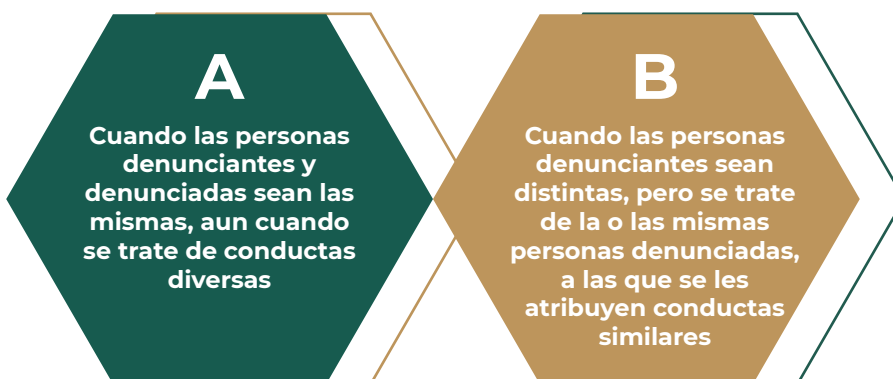 A
Cuando las personas
denunciantes y
denunciadas sean las
mismas, aun cuando
se trate de conductas
diversas
B
Cuando las personas
denunciantes sean
distintas, pero se trate
de la o las mismas
personas denunciadas,
a las que se les
atribuyen conductas
similares